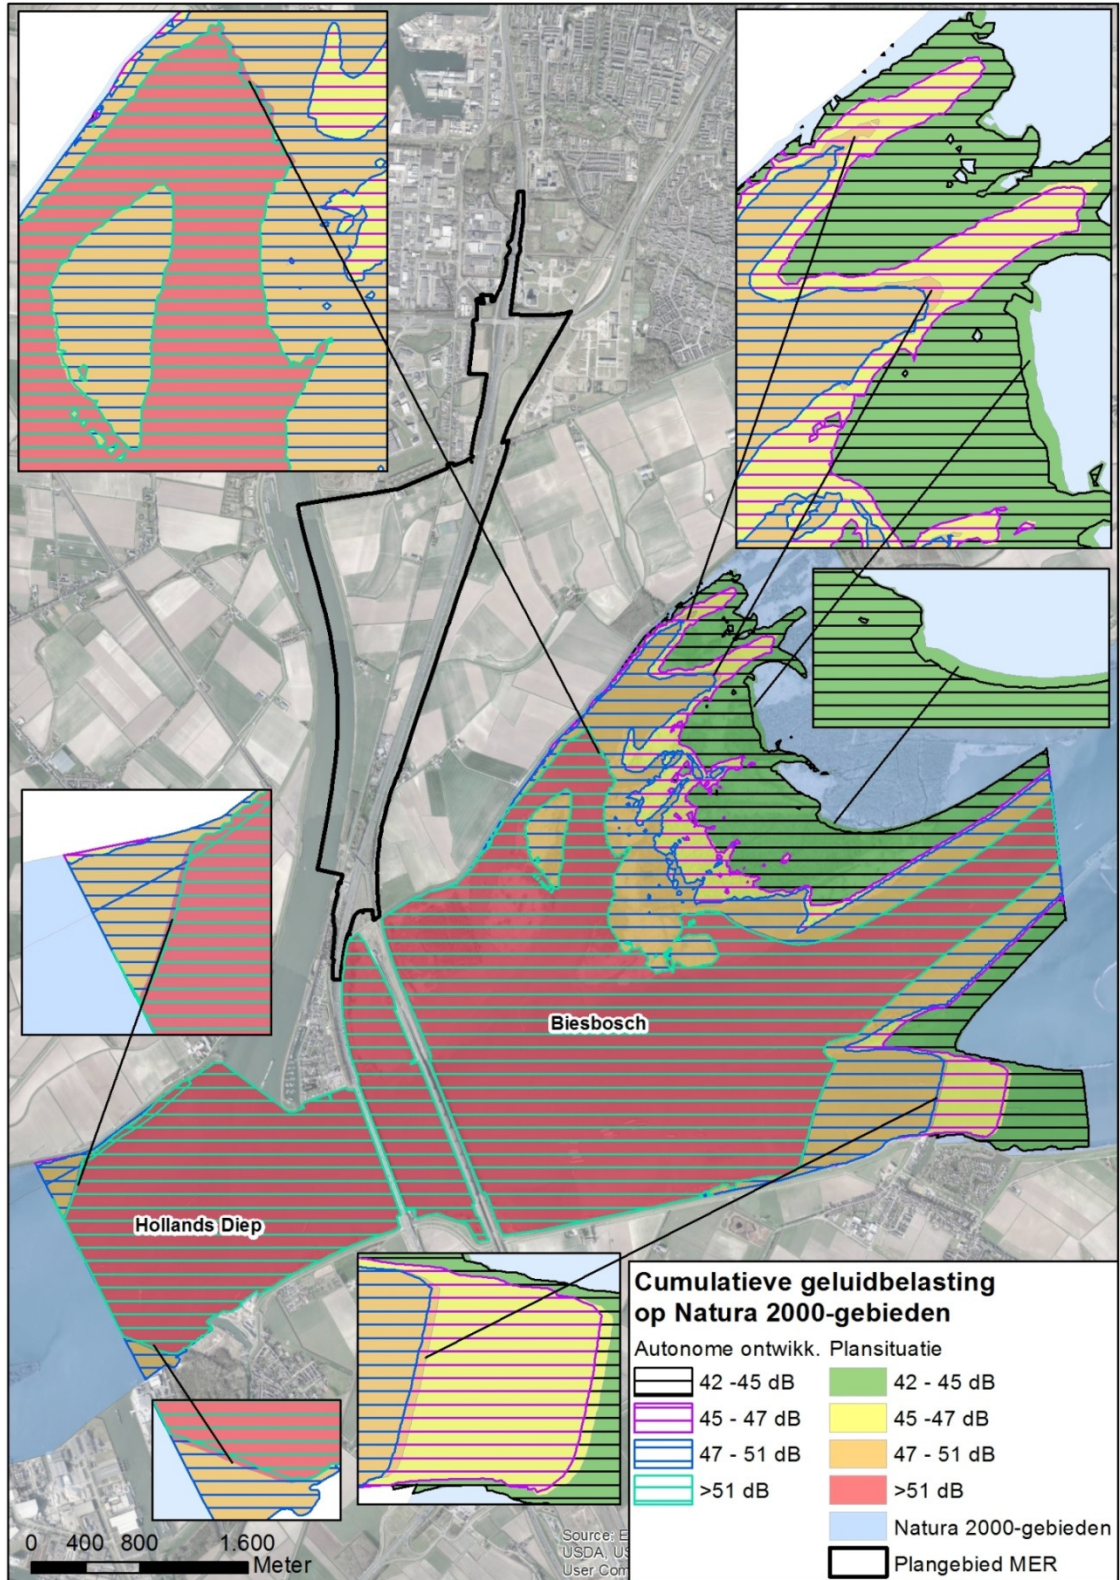 Biesbosch
Hollands Diep
Cumulatieve geluidbelasting
op Natura 2000-gebieden
Autonome ontwikk. Plansituatie
42 -45 dB 42 - 45 dB
45 - 47 dB 45 -47 dB
47 - 51 dB 47 - 51 dB
>51 dB >51 dB
Natura 2000-gebieden
Plangebied MER
0 400 800 1.600
Meter
Source: E
USDA, US
User Com